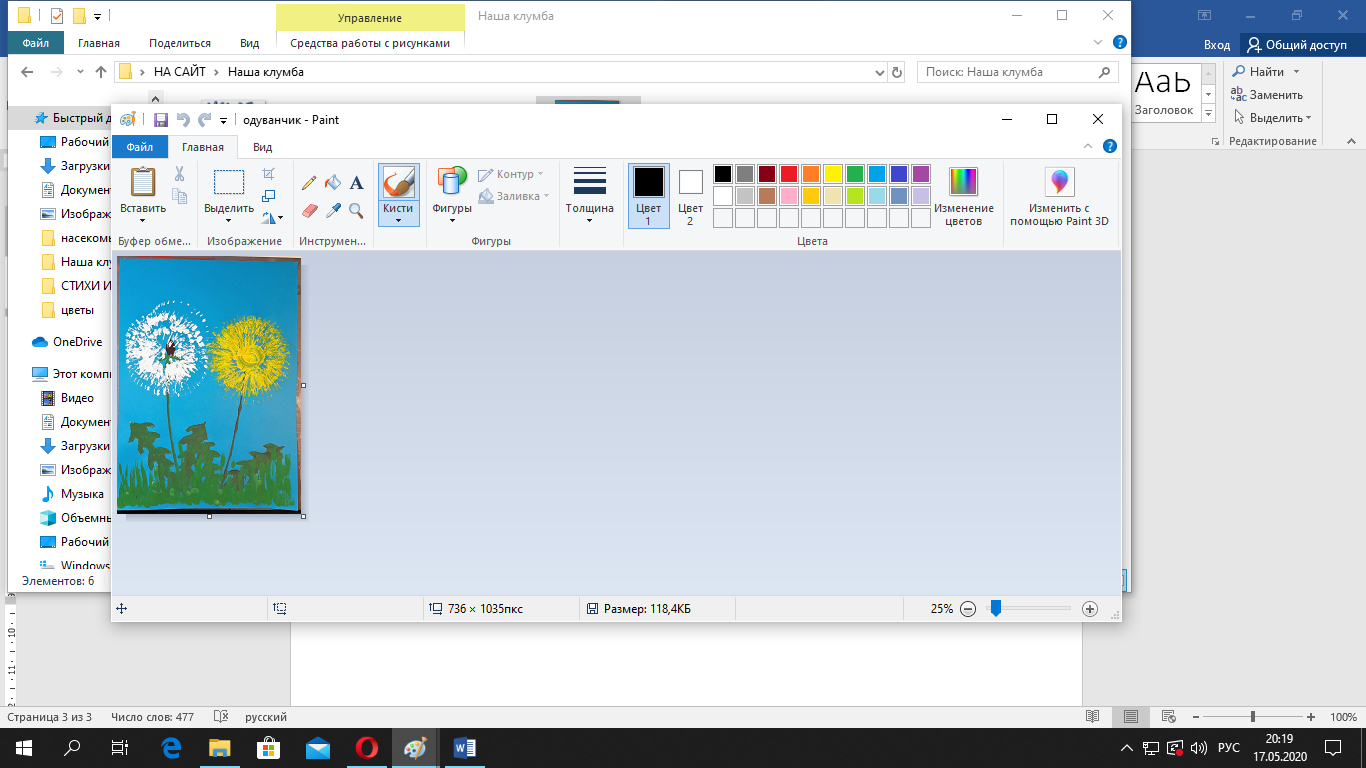 Управление
Наша клумба
Файл
Главная
Поделиться
Вид
Средства работы с рисунками
НА САЙТ
Наша клумба
Поиск: Наша клумба
Вход
Общий доступ
АаБ
Заголовок
Найти
Заменить
Выделить
Редактирование
Быстрый д
Рабочий
Загрузки
Документ
Изображ
насекомы
Наша клу
СТИХИ И
цветы
OneDrive
Этот комп
Видео
Документ
Загрузки
Изображ
Музыка
Объемны
Рабочий
Windows
Элементов: 6
одуванчик - Paint
Файл
Главная
Вид
Вставить
Буфер обме...
Выделить
Изображение
A
Инструмен...
Кисти
Фигуры
Контур
Заливка
Фигуры
Толщина
Цвет
1
Цвет
2
Изменение
цветов
Изменить с
помощью Paint 3D
Цвета
736 × 1035пкс
Размер: 118,4КБ
25%
Страница 3 из 3
Число слов: 477
русский
100%
РУС
20:19
17.05.2020